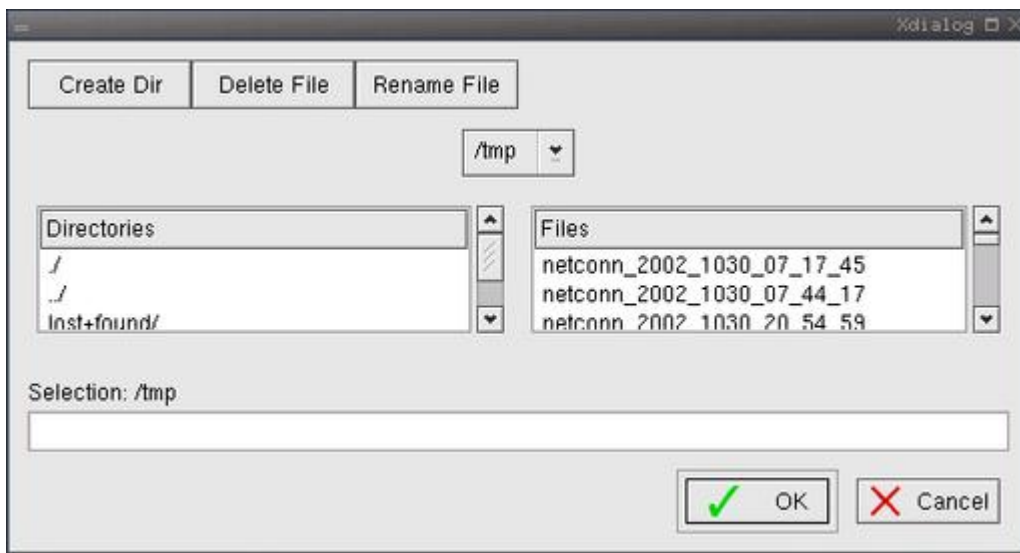 Xdialog
Create Dir Delete File Rename File
/tmp
Directories
./
../
lost+found/
Files
netconn_2002_1030_07_17_45
netconn_2002_1030_07_44_17
netconn_2002_1030_20_54_59
Selection: /tmp
OK Cancel